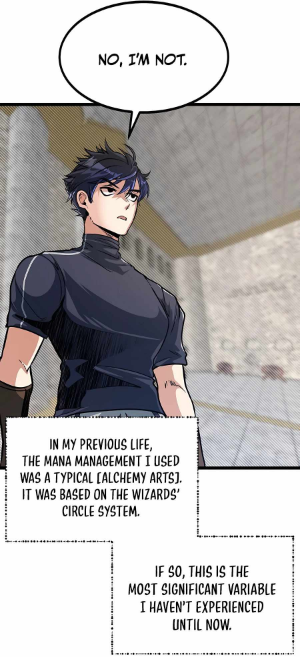 NO, I'M NOT.
IN MY PREVIOUS LIFE,
THE MANA MANAGEMENT I USED
WAS A TYPICAL [ALCHEMY ARTS].
IT WAS BASED ON THE WIZARDS'
CIRCLE SYSTEM.
IF SO, THIS IS THE
MOST SIGNIFICANT VARIABLE
I HAVEN'T EXPERIENCED
UNTIL NOW.